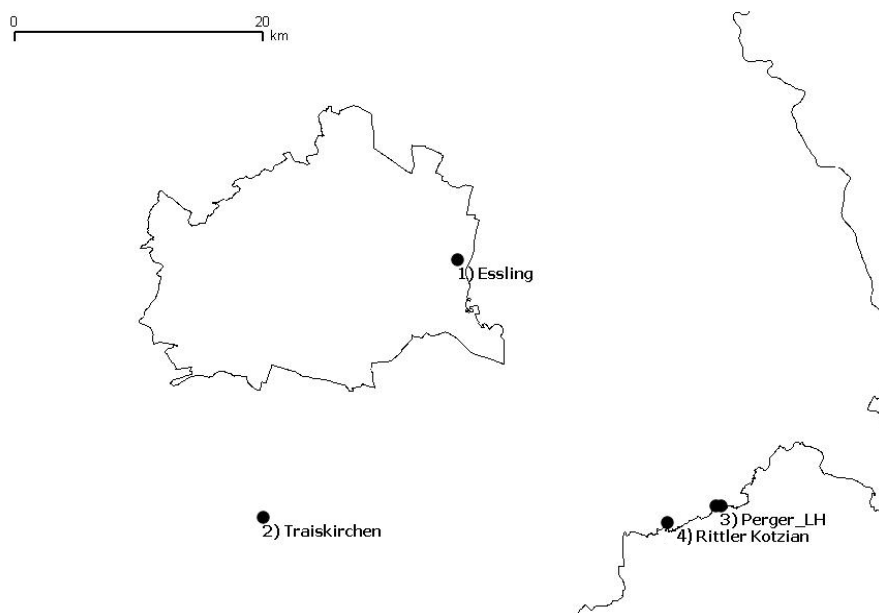 0 20
km
1) Essling
2) Traiskirchen
3) Perger_LH
4) Rittler Kotzian